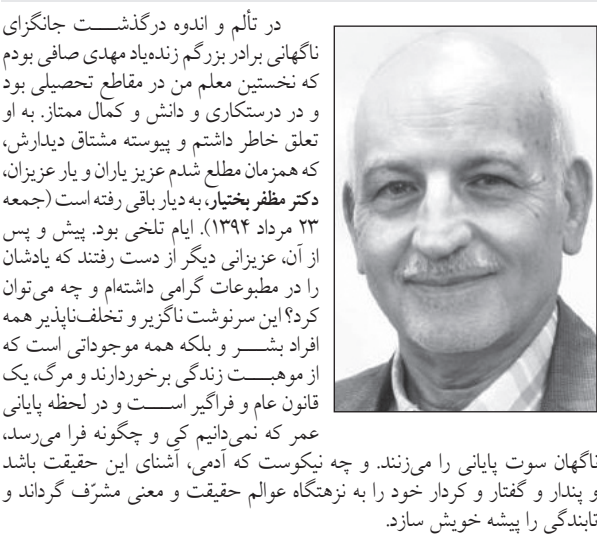 در تألم و اندوه درگذشت جانگزای
ناگهانی برادر بزرگم زنده‌یاد مهدی صافی بودم
که نخستین معلم من در مقاطع تحصیلی بود
و در درستکاری و دانش و کمال ممتاز. به او
تعلق خاطر داشتم و پیوسته مشتاق دیدارش،
که همزمان مطلع شدم عزیز یاران و یار عزیزان،
دکتر مظفر بختیار، به دیار باقی رفته است (جمعه
۲۳ مرداد ۱۳۹۴). ایام تلخی بود. پیش و پس
از آن، عزیزانی دیگر از دست رفتند که یادشان
را در مطبوعات گرامی داشته‌ام و چه می‌توان
کرد؟ این سرنوشت ناگزیر و تخلف‌ناپذیر همه
افراد بشر و بلکه همه موجوداتی است که
از موهبت زندگی برخوردارند و مرگ، یک
قانون عام و فراگیر است و در لحظه پایانی
عمر که نمی‌دانیم کی و چگونه فرا می‌رسد،
ناگهان سوت پایانی را می‌زنند. و چه نیکوست که آدمی، آشنای این حقیقت باشد
و پندار و گفتار و کردار خود را به نزهتگاه عوالم حقیقت و معنی مشرّف گرداند و
تابندگی را پیشه خویش سازد.